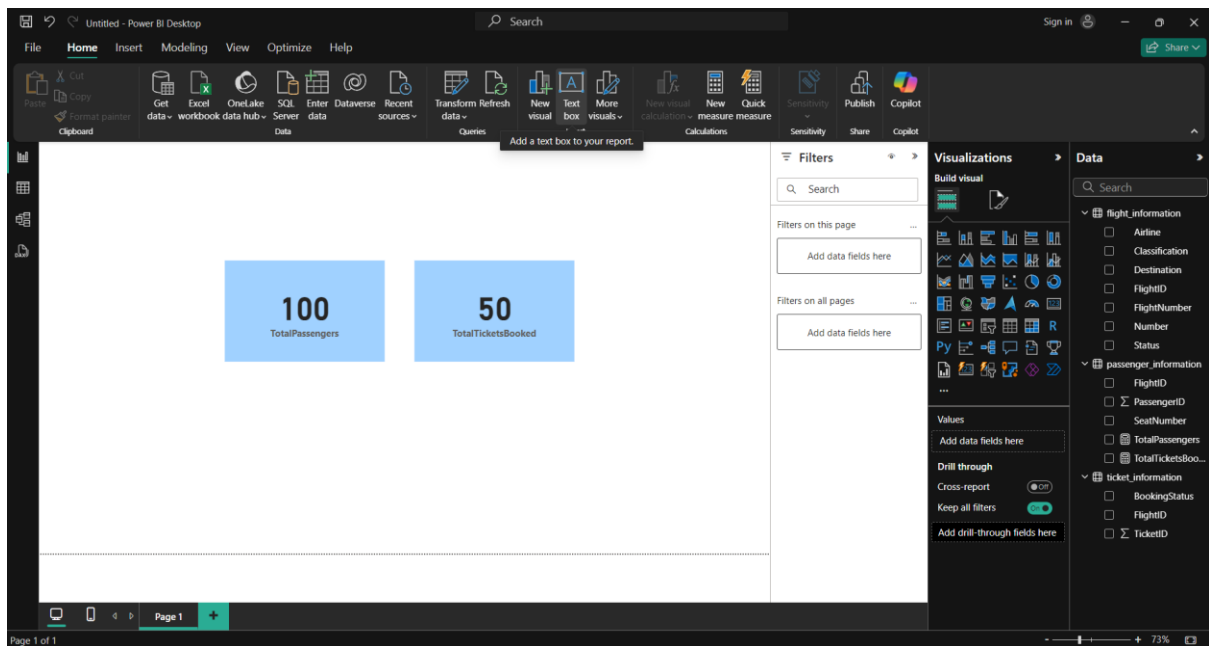 Untitled - Power BI Desktop
Search
Sign in
File Home Insert Modeling View Optimize Help
Share
Paste
Cut
Copy
Format painter
Clipboard
Get data
Excel workbook
OneLake data hub
SQL Server
Enter data
Dataverse
Recent sources
Data
Transform data
Refresh
Queries
New visual
Text box
More visuals
New visual calculation
New measure
Quick measure
Calculations
Sensitivity
Sensitivity
Publish
Share
Copilot
Copilot
Add a text box to your report.
100
TotalPassengers
50
TotalTicketsBooked
Filters
Search
Filters on this page
...
Add data fields here
Filters on all pages
...
Add data fields here
Visualizations
Build visual
R
Py
...
Values
Add data fields here
Drill through
Cross-report
Off
Keep all filters
On
Add drill-through fields here
Data
Search
flight_information
Airline
Classification
Destination
FlightID
FlightNumber
Number
Status
passenger_information
FlightID
∑ PassengerID
SeatNumber
TotalPassengers
TotalTicketsBoo...
ticket_information
BookingStatus
FlightID
∑ TicketID
Page 1
Page 1 of 1
73%